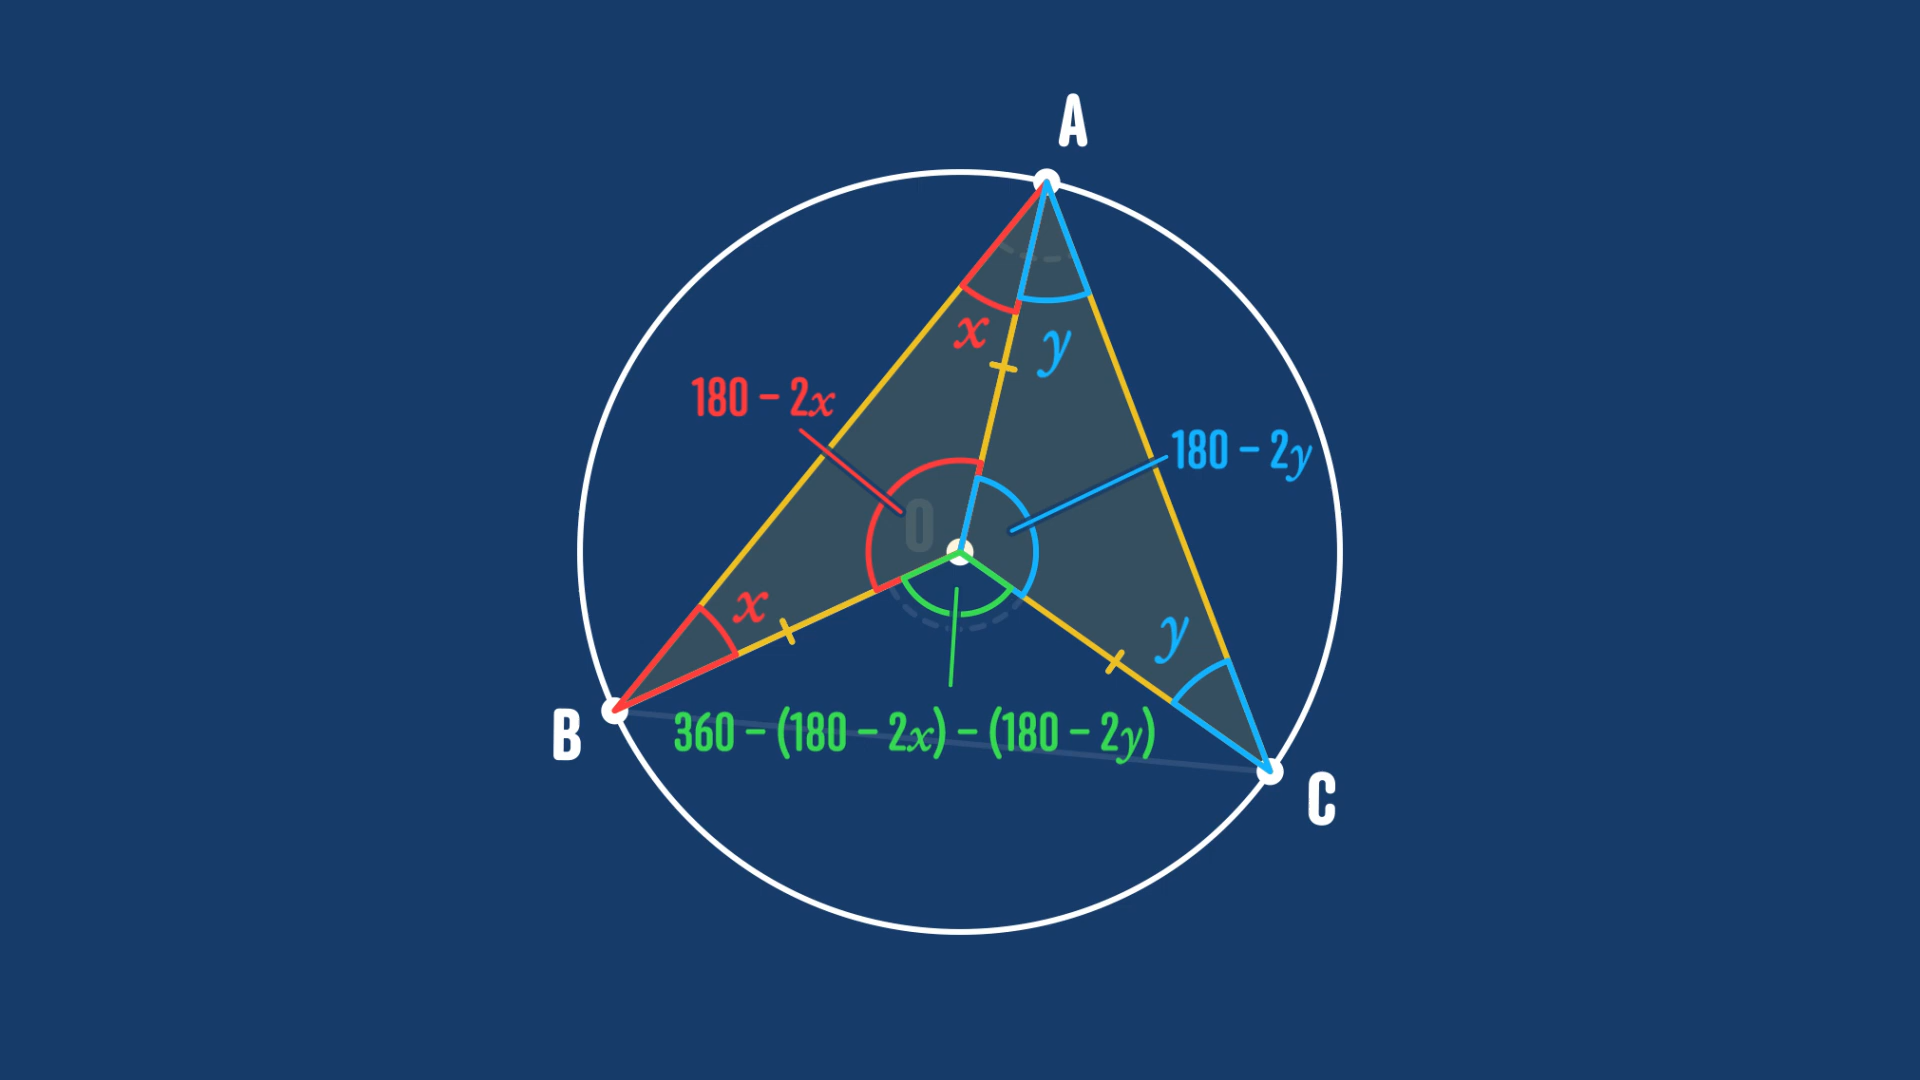 A
x
y
180 – 2x
180 – 2y
O
x
y
B
360 – (180 – 2x) – (180 – 2y)
C